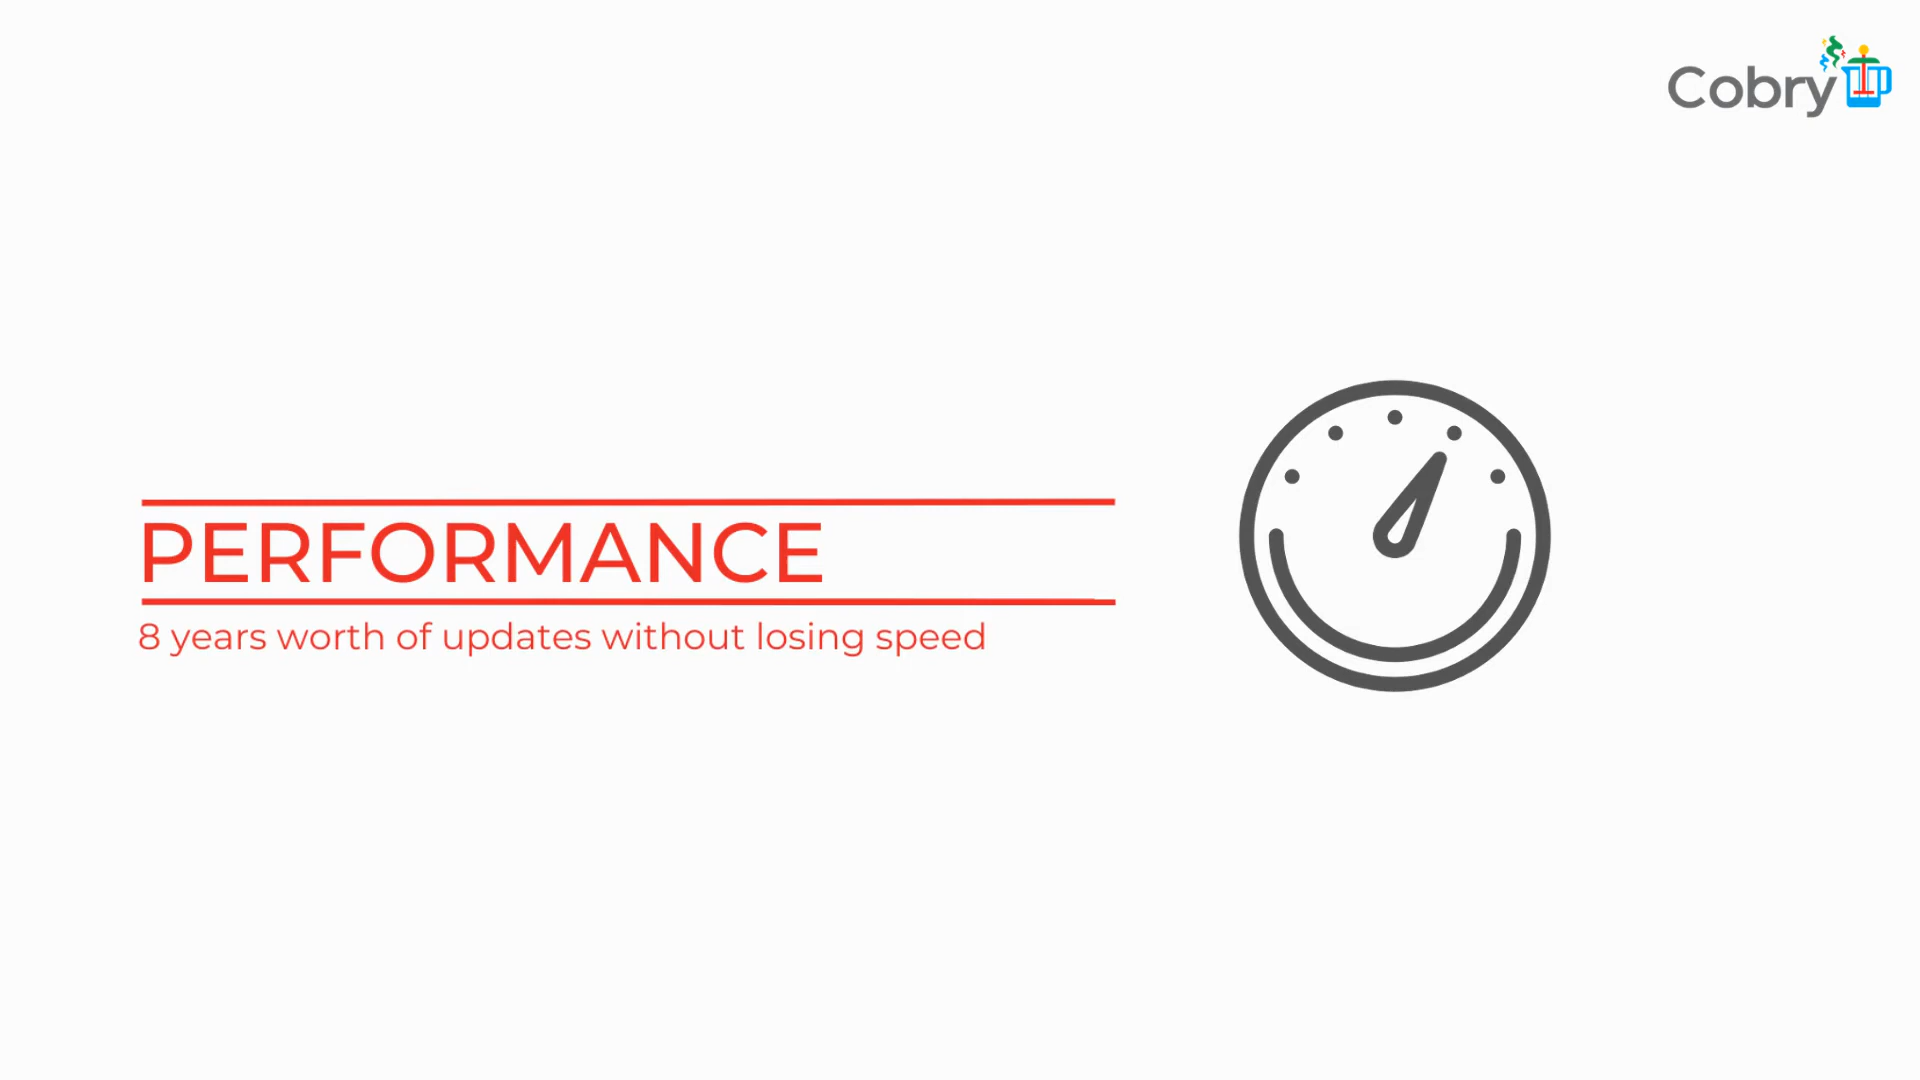 Cobry
PERFORMANCE
8 years worth of updates without losing speed